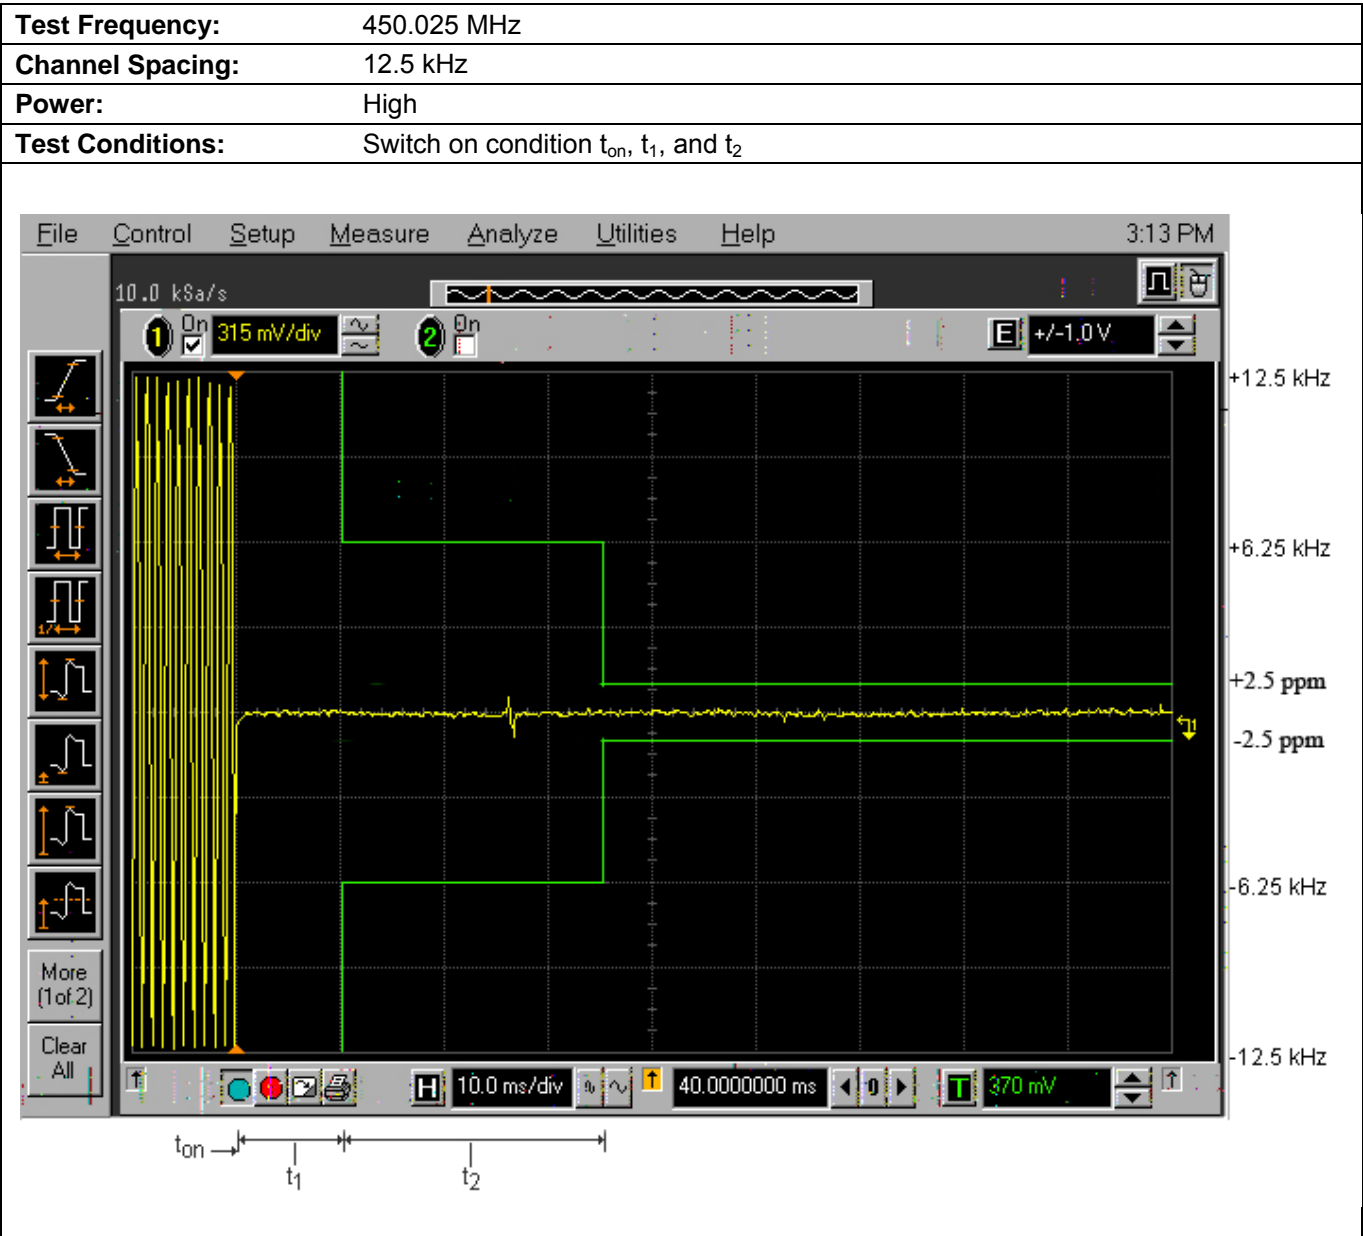 Test Frequency: 450.025 MHz
Channel Spacing: 12.5 kHz
Power: High
Test Conditions: Switch on condition ton, t1, and t2
File Control Setup Measure Analyze Utilities Help 3:13 PM
10.0 kSa/s
1 On 315 mV/div 2 On E +/-1.0 V
+12.5 kHz
+6.25 kHz
1/
+2.5 ppm
-2.5 ppm
-6.25 kHz
More
(1of 2)
Clear
All
-12.5 kHz
H 10.0 ms/div 40.0000000 ms 0 T 370 mV
ton
t1
t2